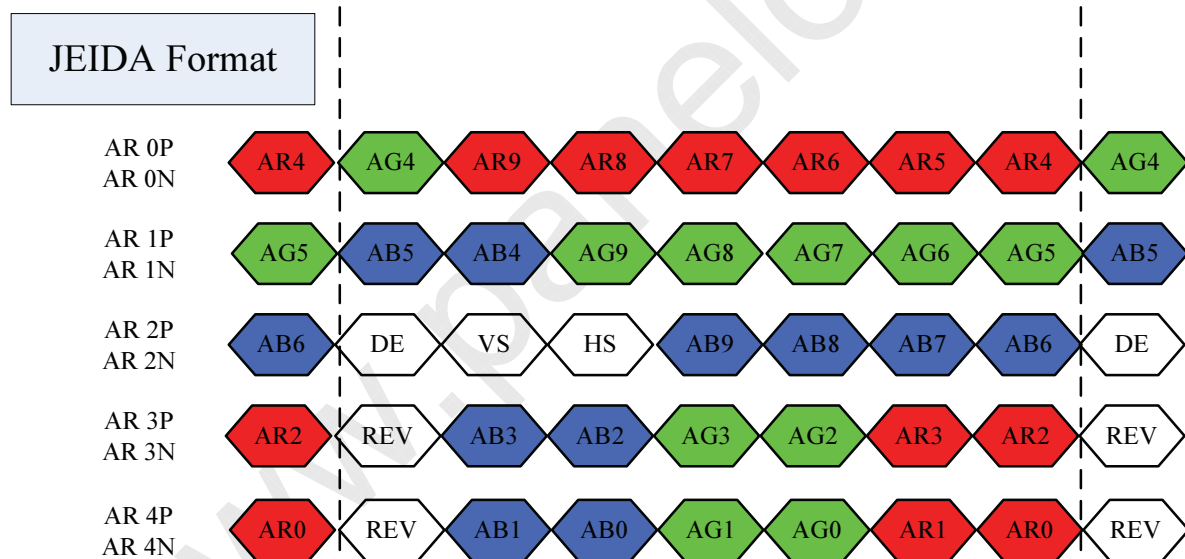 JEIDA Format
AR 0P
AR 0N
AR4 AG4 AR9 AR8 AR7 AR6 AR5 AR4 AG4
AR 1P
AR 1N
AG5 AB5 AB4 AG9 AG8 AG7 AG6 AG5 AB5
AR 2P
AR 2N
AB6 DE VS HS AB9 AB8 AB7 AB6 DE
AR 3P
AR 3N
AR2 REV AB3 AB2 AG3 AG2 AR3 AR2 REV
AR 4P
AR 4N
AR0 REV AB1 AB0 AG1 AG0 AR1 AR0 REV